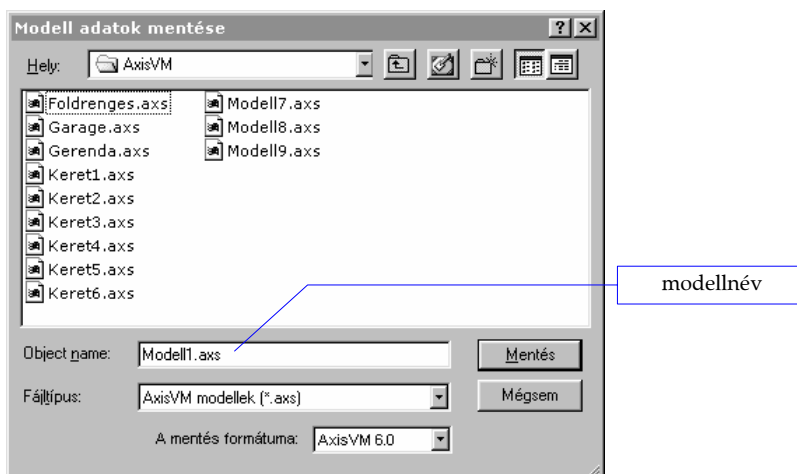 Modell adatok mentése
Hely: AxisVM
Foldrenges.axs
Garage.axs
Gerenda.axs
Keret1.axs
Keret2.axs
Keret3.axs
Keret4.axs
Keret5.axs
Keret6.axs
Modell7.axs
Modell8.axs
Modell9.axs
modellnév
Object name: Modell1.axs Mentés
Fájltípus: AxisVM modellek (*.axs) Mégsem
A mentés formátuma: AxisVM 6.0